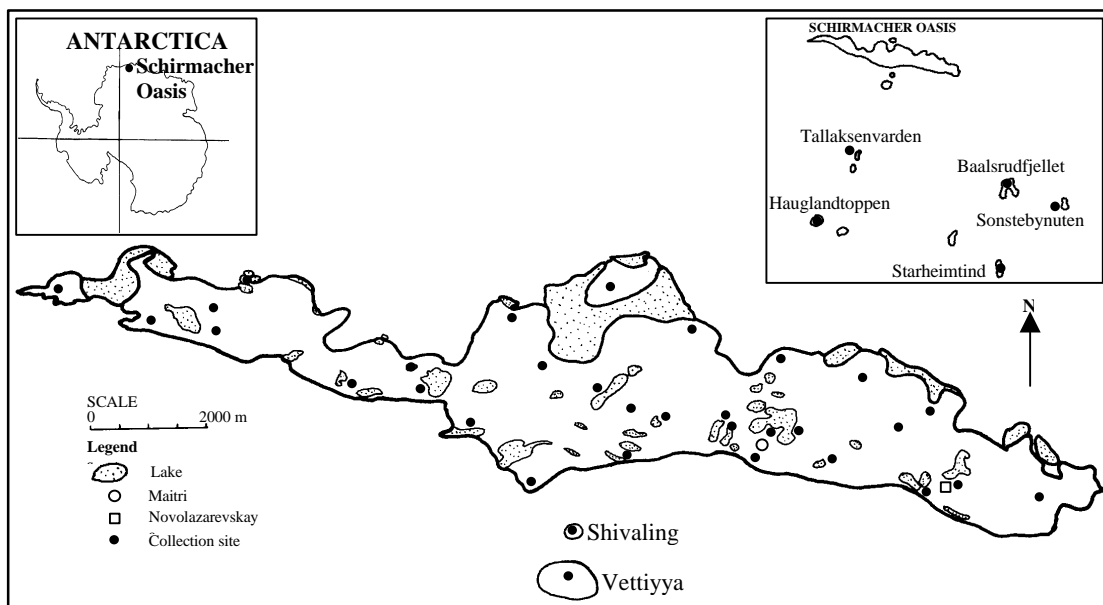 ANTARCTICA
Schirmacher
Oasis
SCHIRMACHER OASIS
Tallaksenvarden
Baalsrudfjellet
Hauglandtoppen
Sonstebynuten
Starheimtind
N
SCALE
0 2000 m
Legend
Lake
Maitri
Novolazarevskay
Collection site
Shivaling
Vettiyya